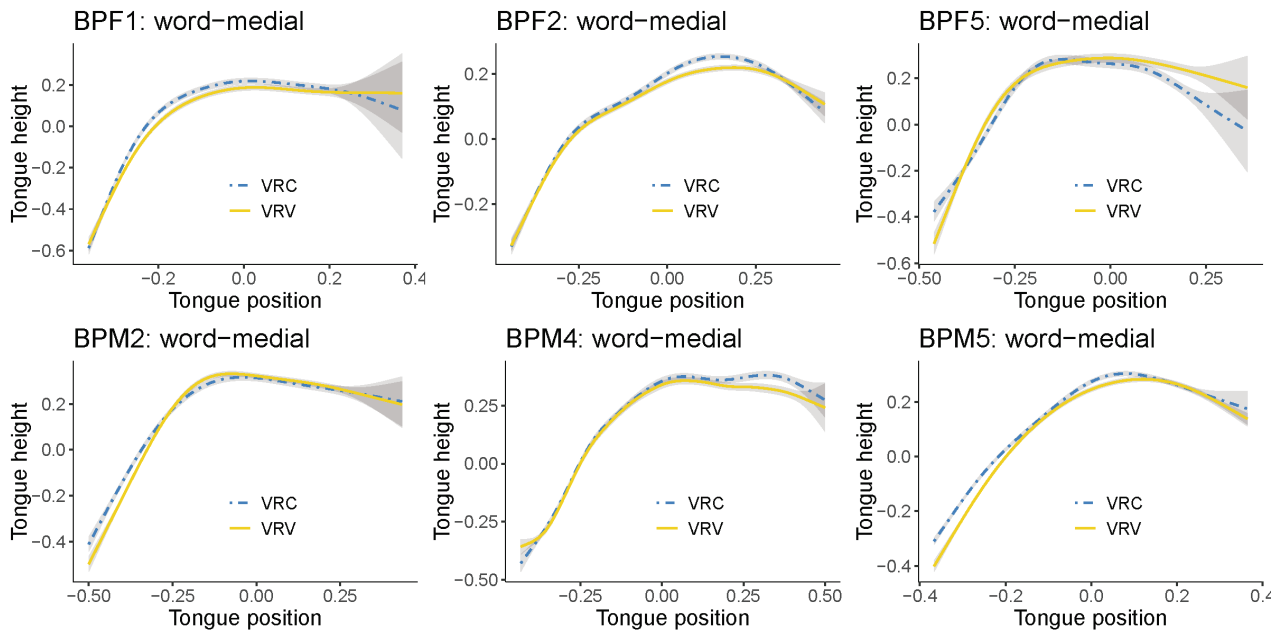 BPF1: word−medial
BPF2: word−medial
BPF5: word−medial
Tongue height
0.2
0.0
−0.2
−0.4
−0.6
VRC
VRV
−0.2
0.0
0.2
0.4
Tongue position
Tongue height
0.2
0.0
−0.2
VRC
VRV
−0.25
0.00
0.25
Tongue position
Tongue height
0.2
0.0
−0.2
−0.4
−0.6
VRC
VRV
−0.50
−0.25
0.00
0.25
Tongue position
BPM2: word−medial
BPM4: word−medial
BPM5: word−medial
Tongue height
0.2
0.0
−0.2
−0.4
VRC
VRV
−0.50
−0.25
0.00
0.25
Tongue position
Tongue height
0.25
0.00
−0.25
−0.50
VRC
VRV
−0.25
0.00
0.25
0.50
Tongue position
Tongue height
0.2
0.0
−0.2
−0.4
VRC
VRV
−0.4
−0.2
0.0
0.2
0.4
Tongue position